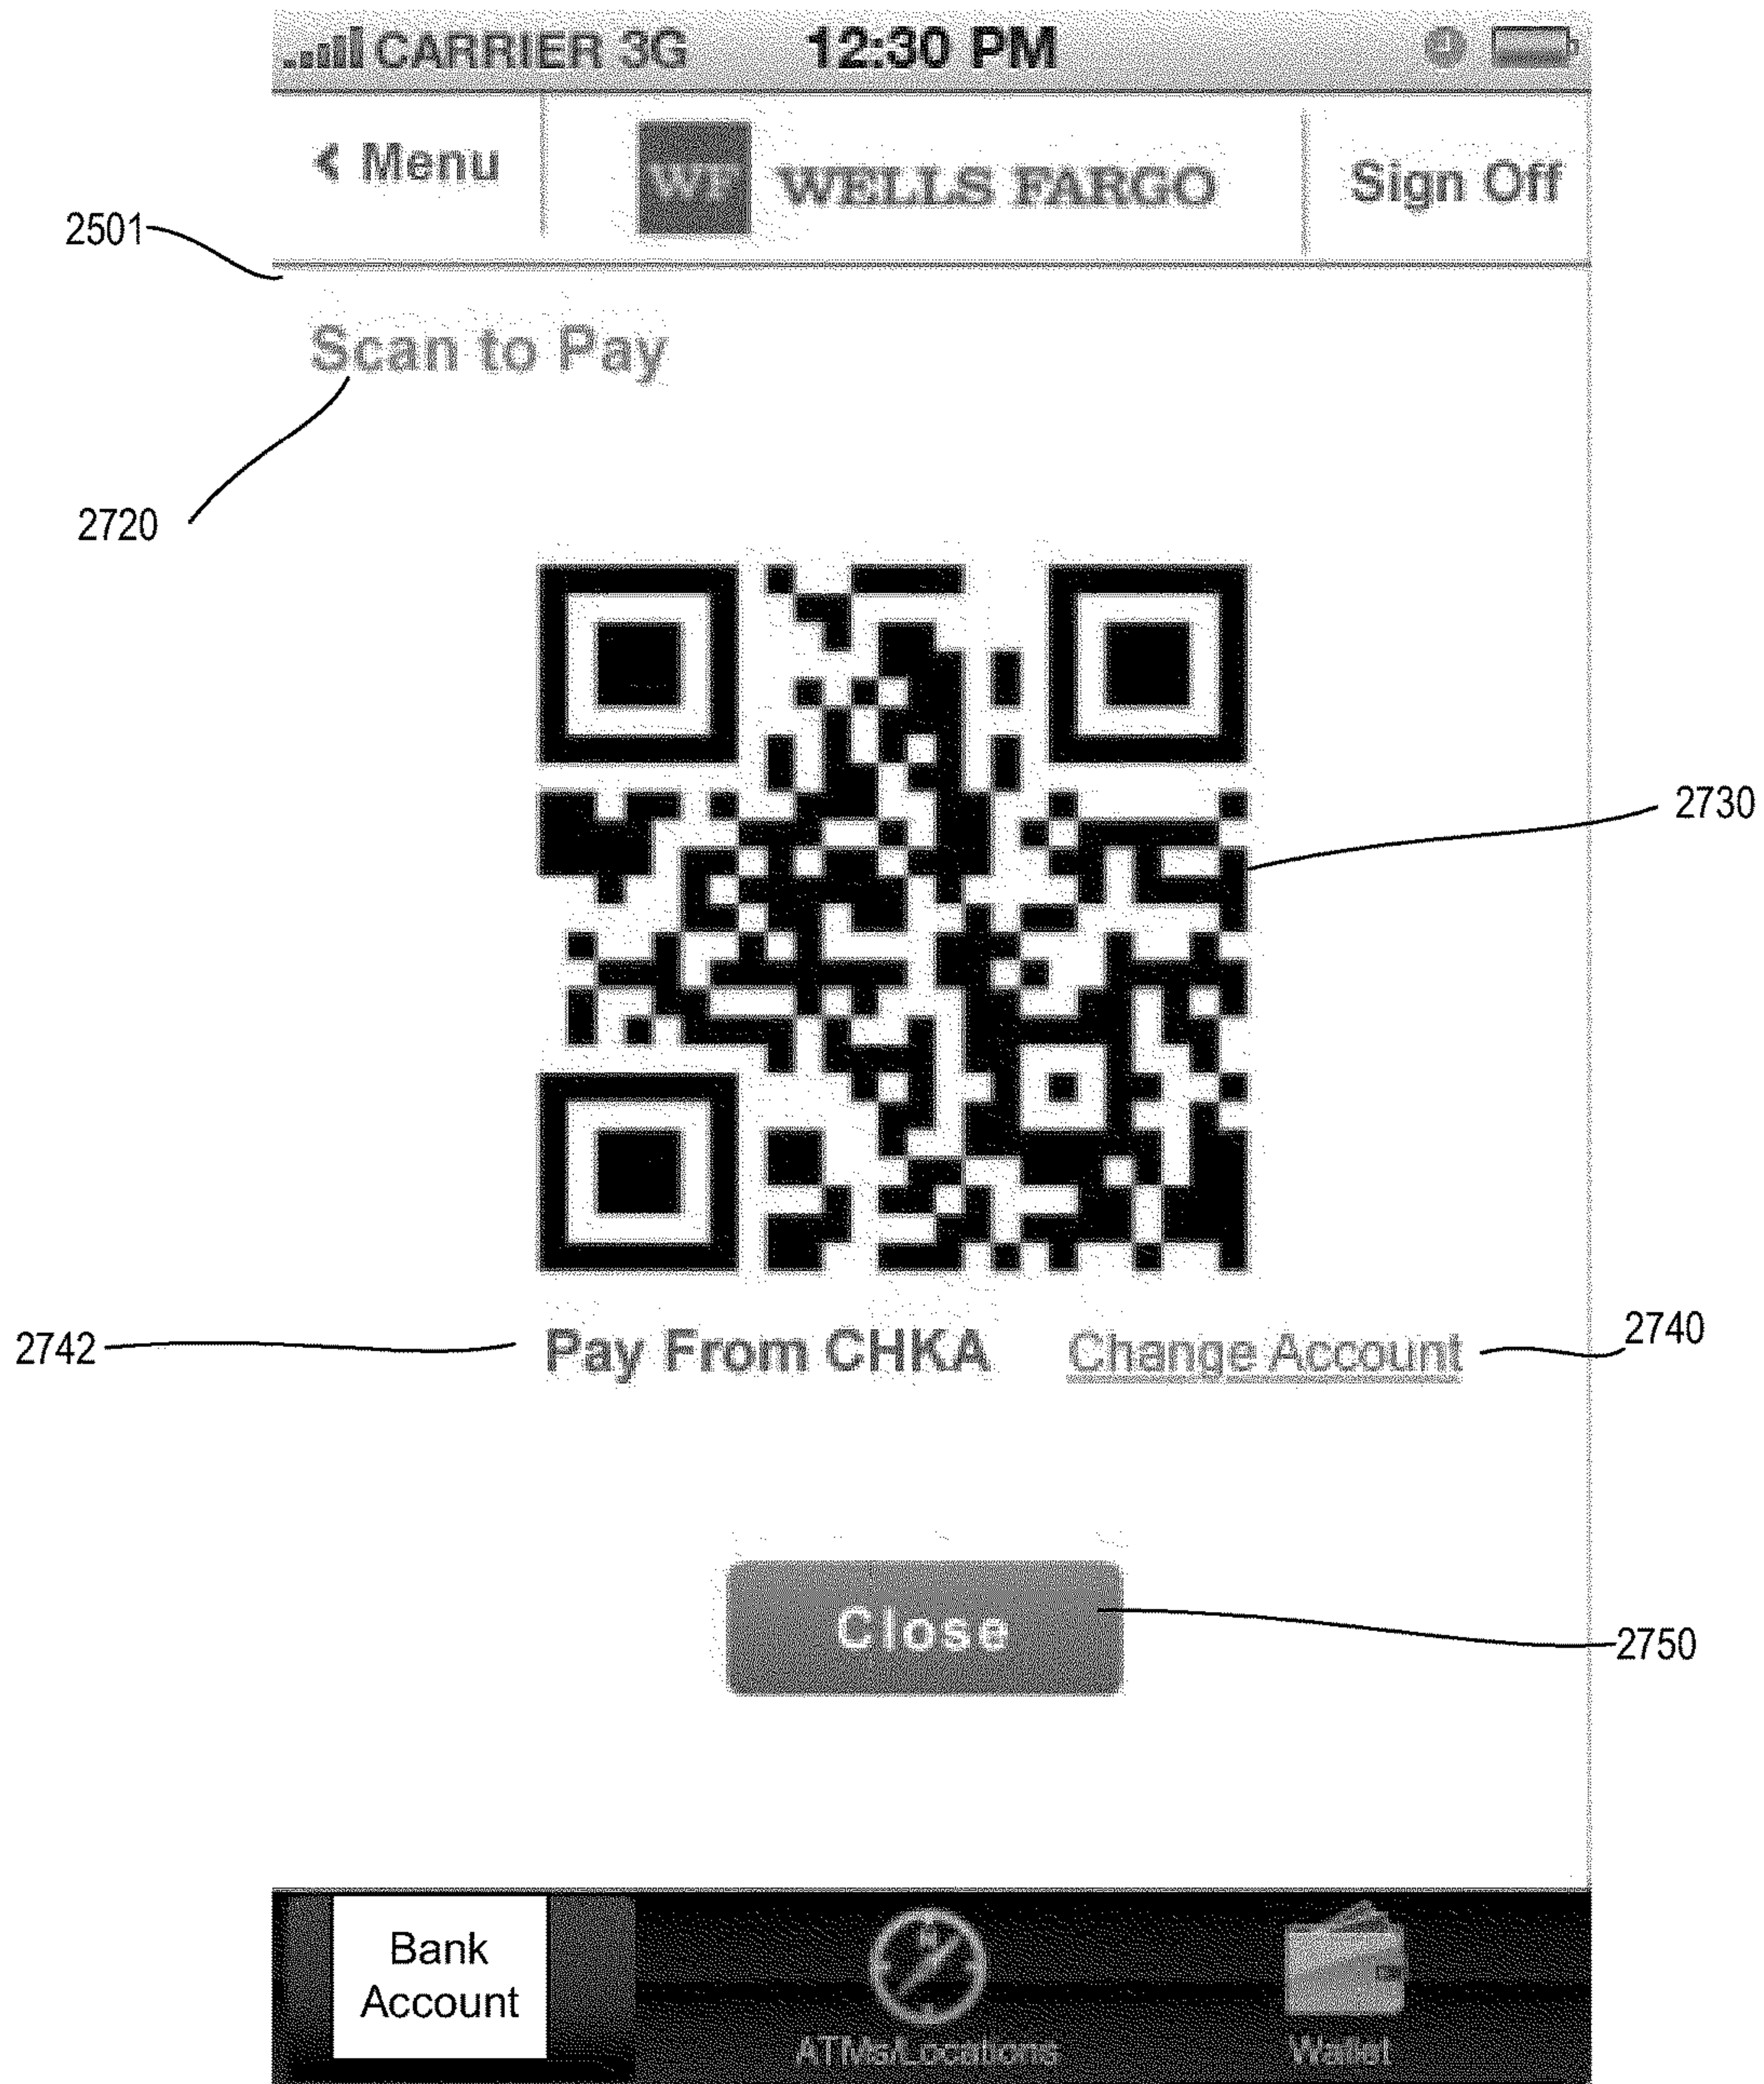 CARRIER 3G 12:30 PM
Menu WF WELLS FARGO Sign Off
2501
Scan to Pay
2720
2730
2742 Pay From CHKA Change Account 2740
Close
2750
Bank
Account
ATMs/Locations Wallet